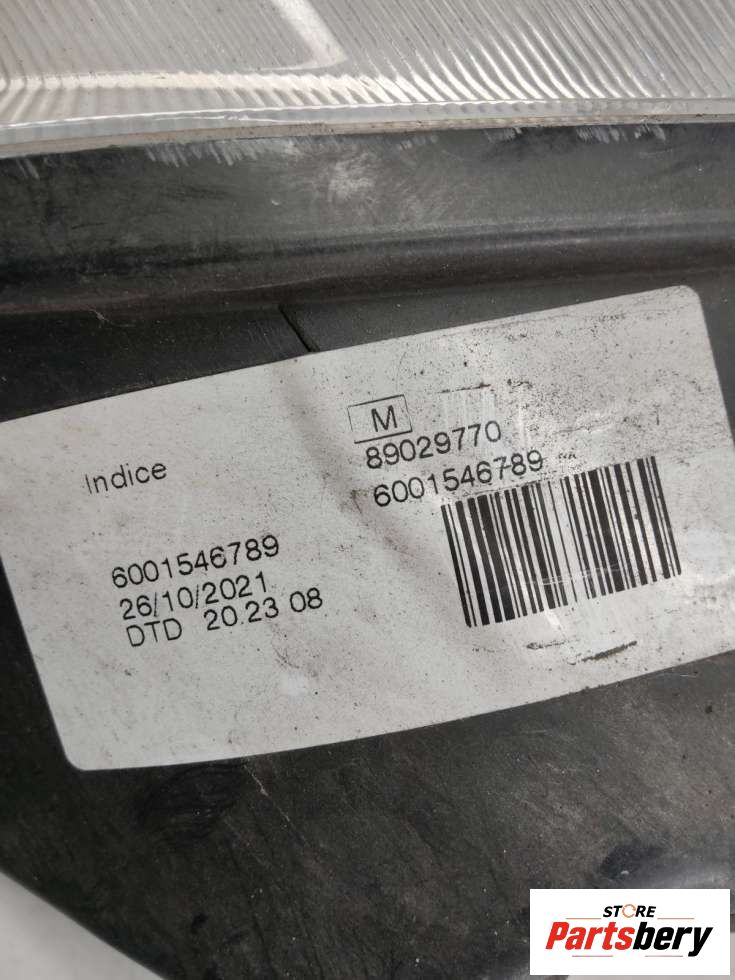 M
89029770
6001546789
Indice
6001546789
26/10/2021
DTD 20.23 08
STORE
Partsbery